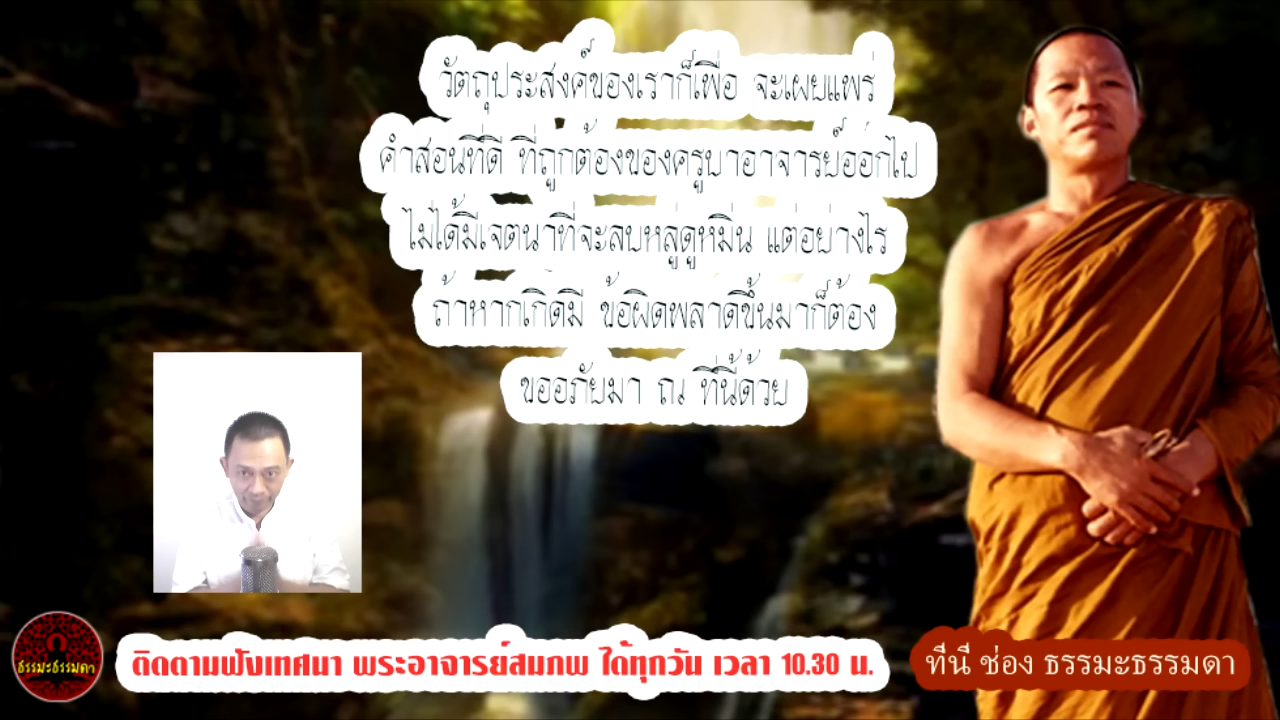 วัตถุประสงค์ของเราก็เพื่อ จะเผยแพร่
คำสอนที่ดี ที่ถูกต้องของครูบาอาจารย์ออกไป
ไม่ได้มีเจตนาที่จะลบหลู่ดูหมิ่น แต่อย่างไร
ถ้าหากเกิดมี ข้อผิดพลาดขึ้นมาก็ต้อง
ขออภัยมา ณ ที่นี้ด้วย
ธรรมะธรรมดา
ติดตามฟังเทศนา พระอาจารย์สมภพ ได้ทุกวัน เวลา 10.30 น.
ที่นี่ ช่อง ธรรมะธรรมดา